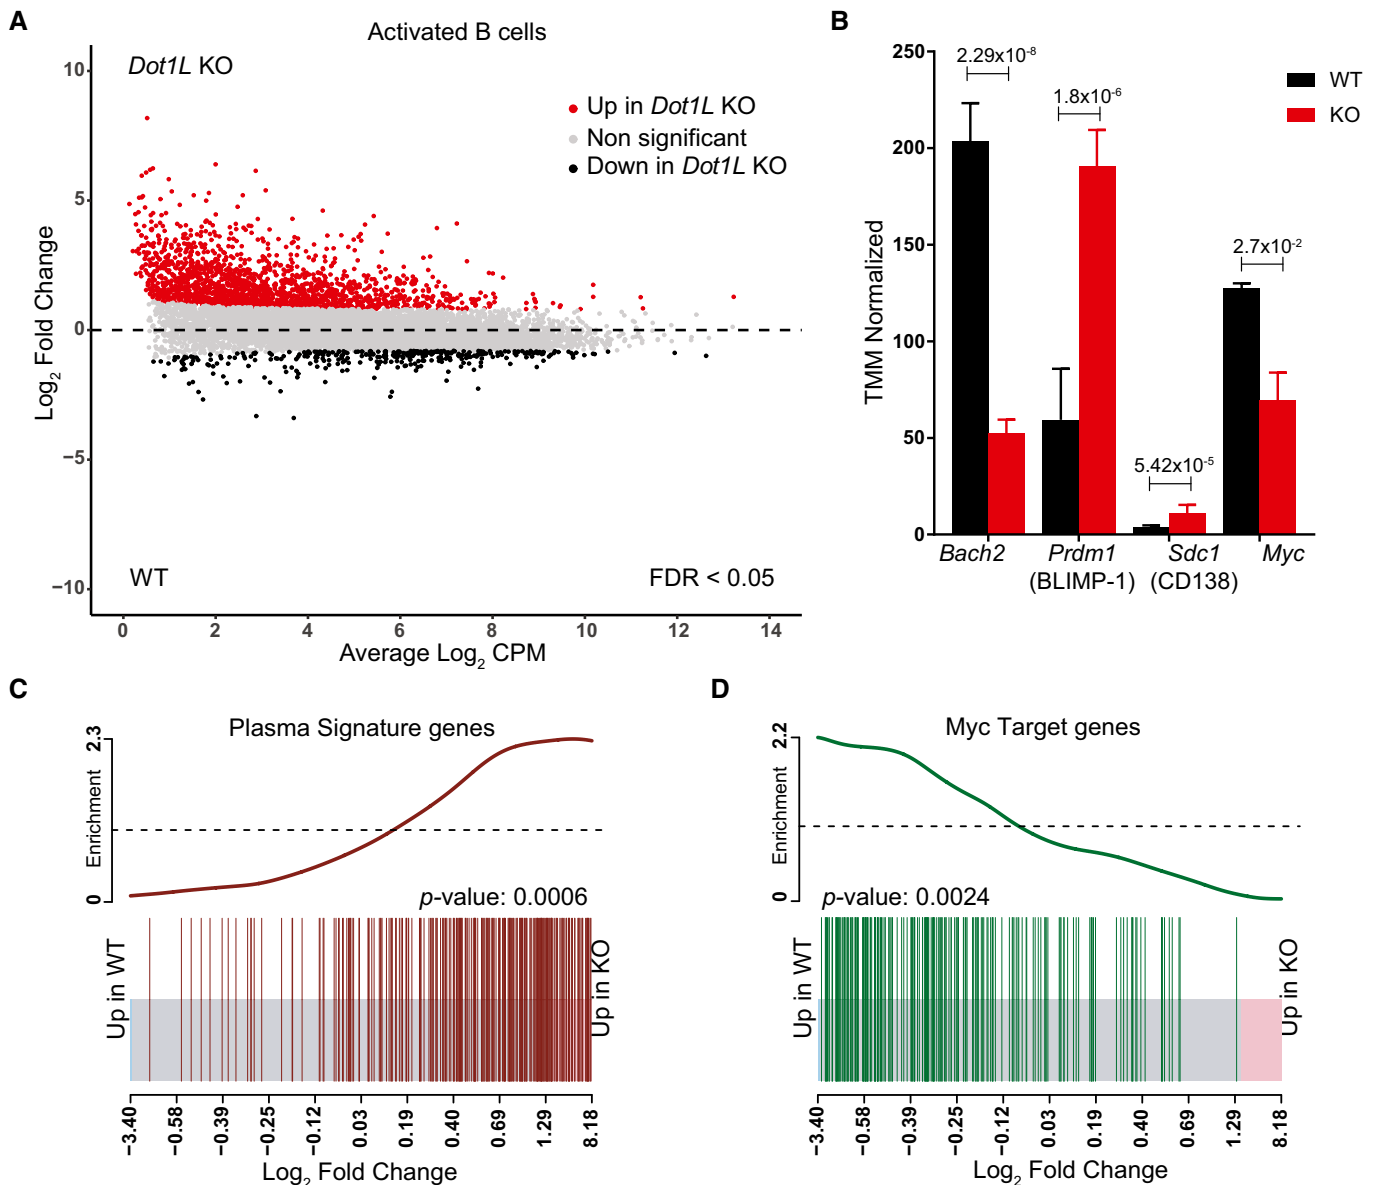 A
Activated B cells
Dot1L KO
Up in Dot1L KO
Non significant
Down in Dot1L KO
10
5
0
−5
−10
Log2 Fold Change
WT
FDR < 0.05
0 2 4 6 8 10 12 14
Average Log2 CPM
B
250
200
150
100
50
0
TMM Normalized
2.29x10-8
1.8x10-6
5.42x10-5
2.7x10-2
WT
KO
Bach2 Prdm1 Sdc1 Myc
(BLIMP-1) (CD138)
C
Plasma Signature genes
2.3
0
Enrichment
p-value: 0.0006
Up in WT
Up in KO
−3.40 −0.58 −0.39 −0.25 −0.12 0.03 0.19 0.40 0.69 1.29 8.18
Log2 Fold Change
D
Myc Target genes
2.2
0
Enrichment
p-value: 0.0024
Up in WT
Up in KO
−3.40 −0.58 −0.39 −0.25 −0.12 0.03 0.19 0.40 0.69 1.29 8.18
Log2 Fold Change